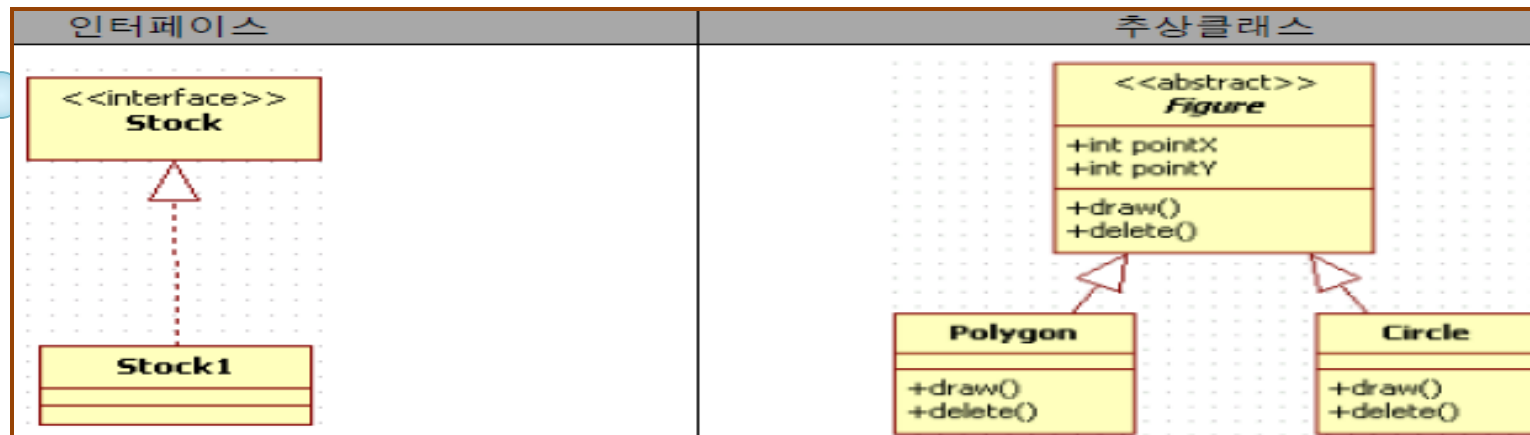 인터페이스
추상클래스
<<interface>>
Stock
Stock1
<<abstract>>
Figure
+int pointX
+int pointY
+draw()
+delete()
Polygon
+draw()
+delete()
Circle
+draw()
+delete()